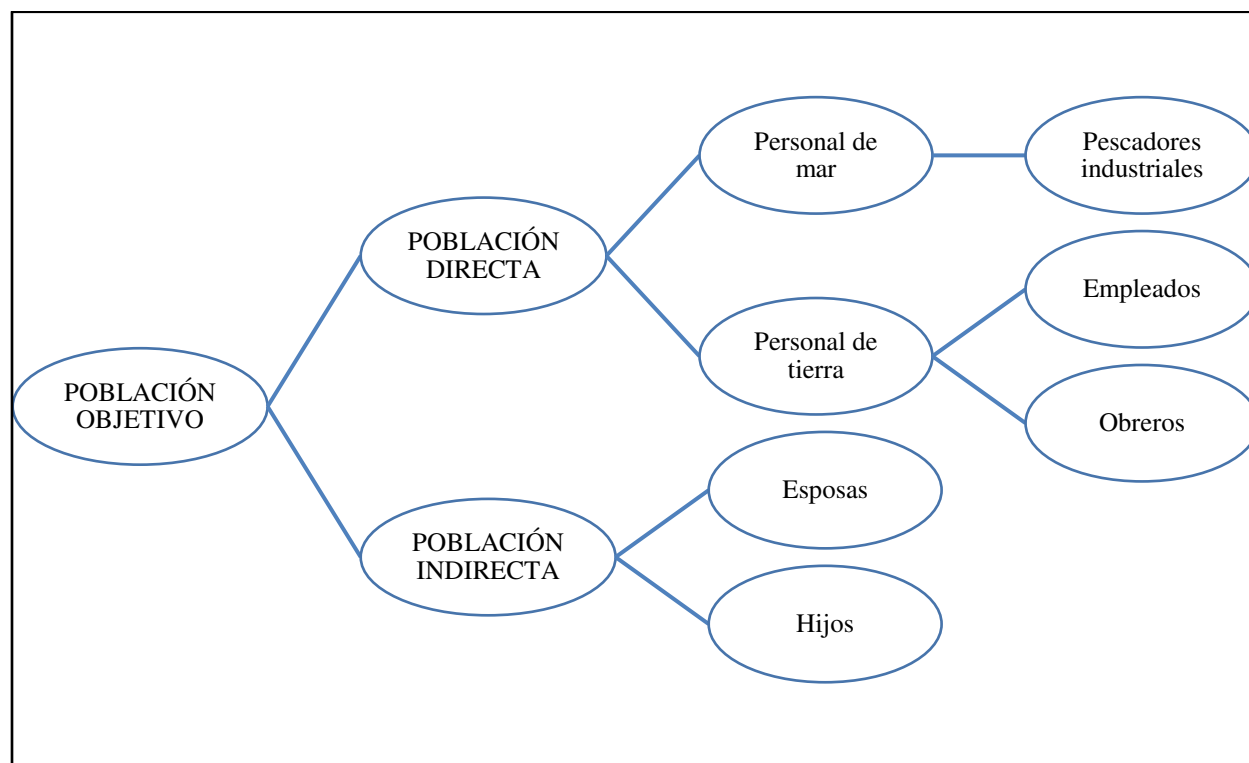 Personal de
mar
Pescadores
industriales
POBLACIÓN
DIRECTA
Empleados
Personal de
tierra
POBLACIÓN
OBJETIVO
Obreros
Esposas
POBLACIÓN
INDIRECTA
Hijos